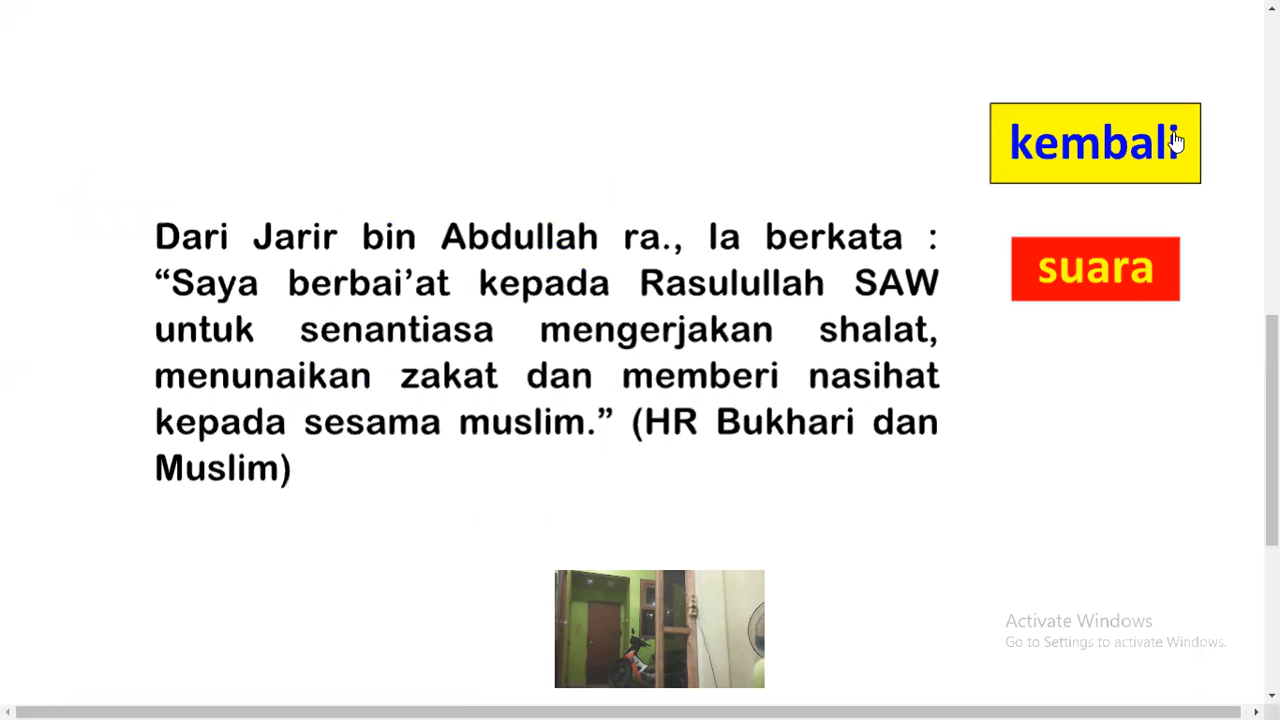 kembali
Dari Jarir bin Abdullah ra., Ia berkata :
“Saya berbai’at kepada Rasulullah SAW
untuk senantiasa mengerjakan shalat,
menunaikan zakat dan memberi nasihat
kepada sesama muslim.” (HR Bukhari dan
Muslim)
suara
Activate Windows
Go to Settings to activate Windows.